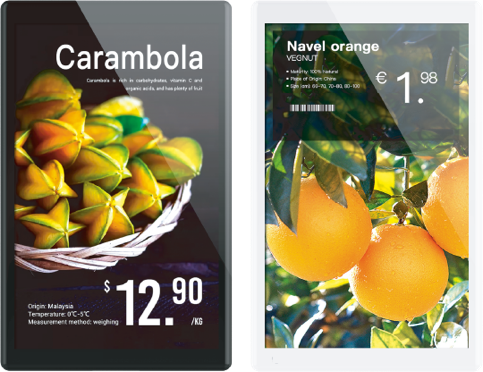 Carambola
Carambola is rich in carbohydrates, vitamin C and
organic acids, and has plenty of fruit
$12.90
/KG
Origin: Malaysia
Temperature: 0℃-5℃
Measurement method: weighing
Navel orange
VEGNUT
• Maturity: 100% Natural
• Place of Origin: China
• Size (cm): 60-70, 70-80, 80-100
€ 1.98